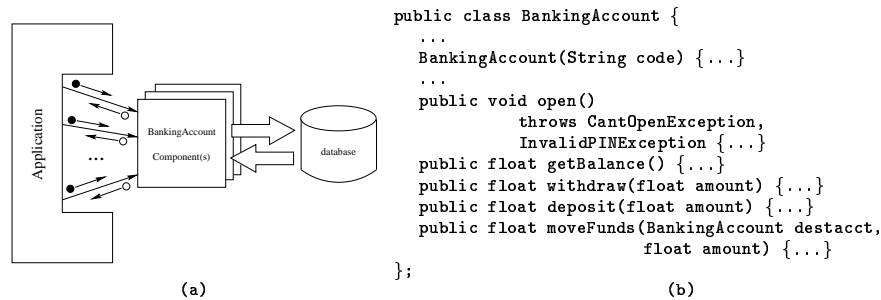 Application
BankingAccount
Component(s)
...
database
(a)
public class BankingAccount {
...
BankingAccount(String code) {...}
...
public void open()
throws CantOpenException,
InvalidPINException {...}
public float getBalance() {...}
public float withdraw(float amount) {...}
public float deposit(float amount) {...}
public float moveFunds(BankingAccount destacct,
float amount) {...}
};
(b)